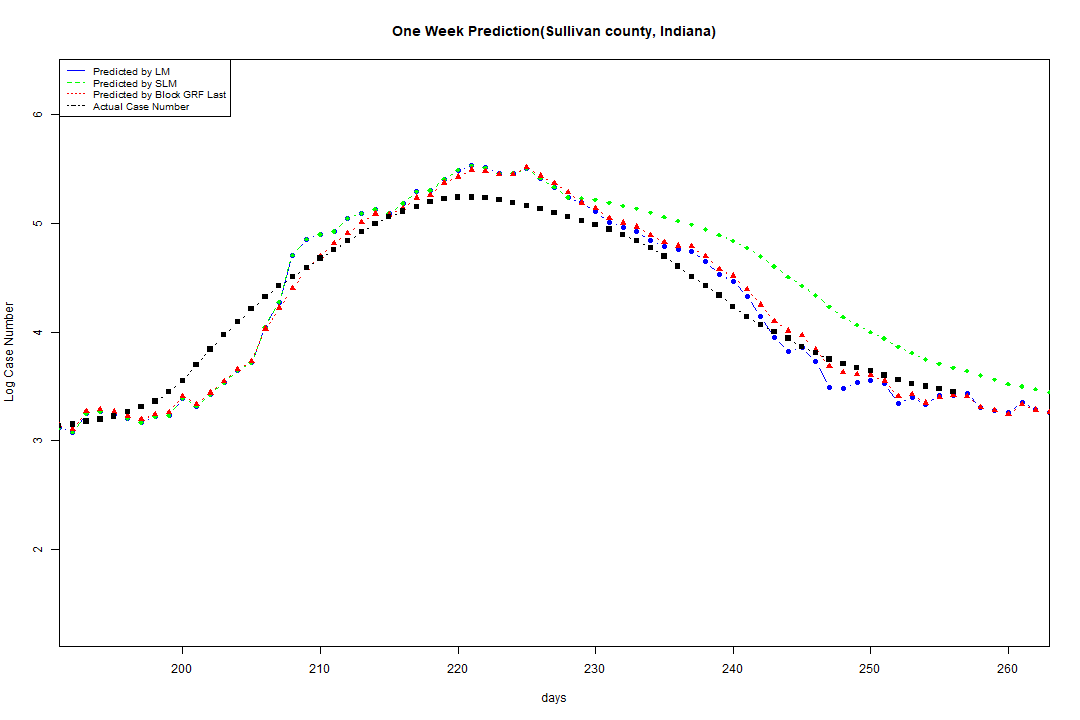 One Week Prediction(Sullivan county, Indiana)
Predicted by LM
Predicted by SLM
Predicted by Block GRF Last
Actual Case Number
6
5
4
3
2
Log Case Number
200 210 220 230 240 250 260
days